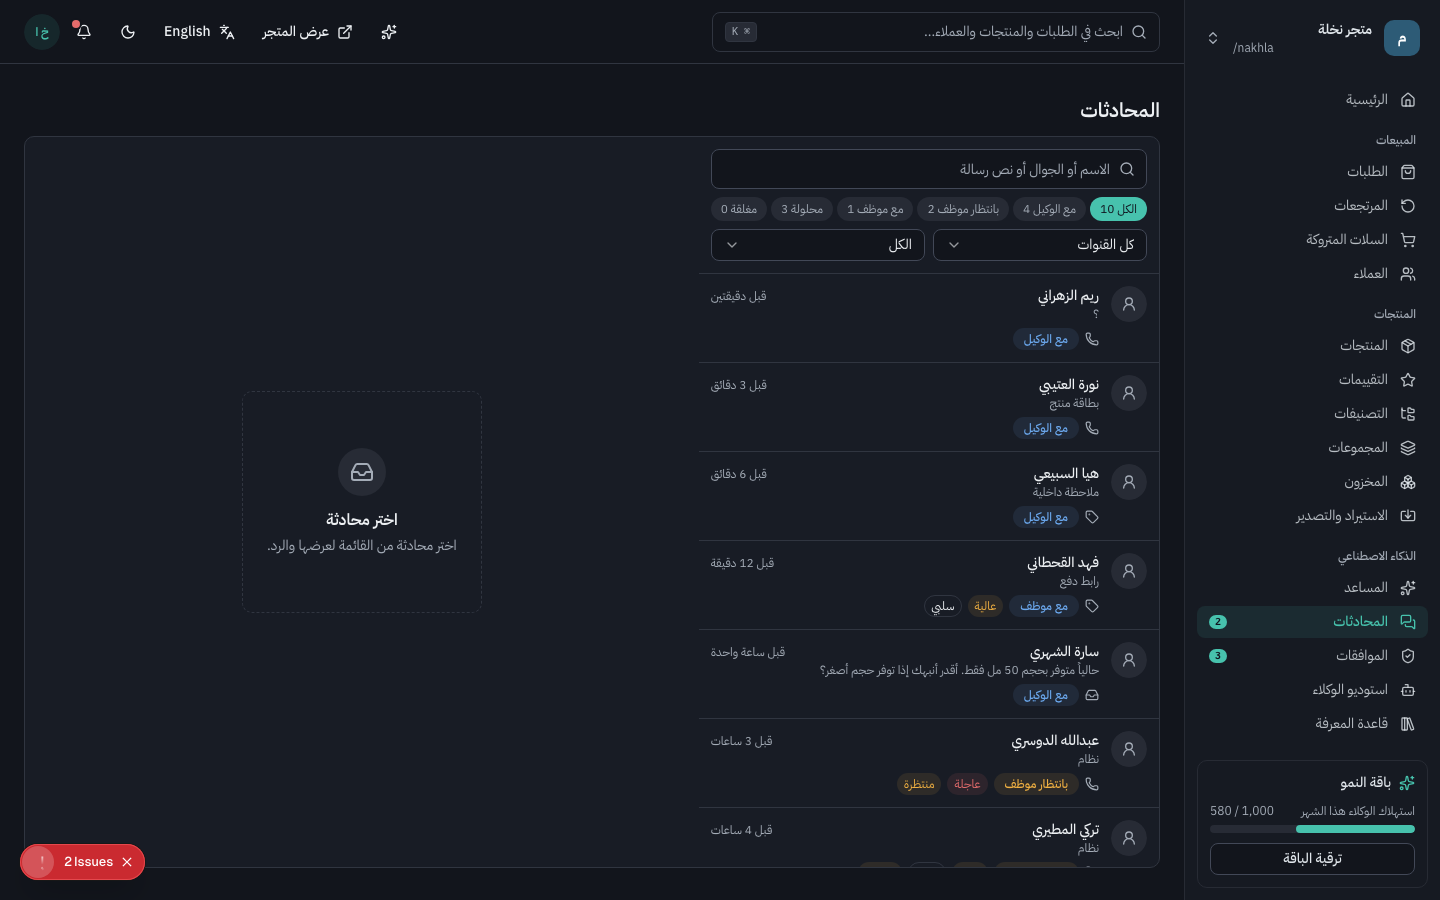 م
متجر نخلة
/nakhla
الرئيسية
المبيعات
الطلبات
المرتجعات
السلات المتروكة
العملاء
المنتجات
المنتجات
التقييمات
التصنيفات
المجموعات
المخزون
الاستيراد والتصدير
الذكاء الاصطناعي
المساعد
المحادثات 2
الموافقات 3
استوديو الوكلاء
قاعدة المعرفة
باقة النمو
استهلاك الوكلاء هذا الشهر 580 / 1,000
ترقية الباقة
ابحث في الطلبات والمنتجات والعملاء...
⌘ K
عرض المتجر
English
خ ا
المحادثات
الاسم أو الجوال أو نص رسالة
الكل 10 مع الوكيل 4 بانتظار موظف 2 مع موظف 1 محلولة 3 مغلقة 0
كل القنوات الكل
ريم الزهراني قبل دقيقتين
؟
مع الوكيل
نورة العتيبي قبل 3 دقائق
بطاقة منتج
مع الوكيل
هيا السبيعي قبل 6 دقائق
ملاحظة داخلية
مع الوكيل
فهد القحطاني قبل 12 دقيقة
رابط دفع
مع موظف عالية سلبي
سارة الشهري قبل ساعة واحدة
حالياً متوفر بحجم 50 مل فقط. أقدر أنبهك إذا توفر حجم أصغر؟
مع الوكيل
عبدالله الدوسري قبل 3 ساعات
نظام
بانتظار موظف عاجلة منتظرة
تركي المطيري قبل 4 ساعات
نظام
اختر محادثة
اختر محادثة من القائمة لعرضها والرد.
! 2 Issues